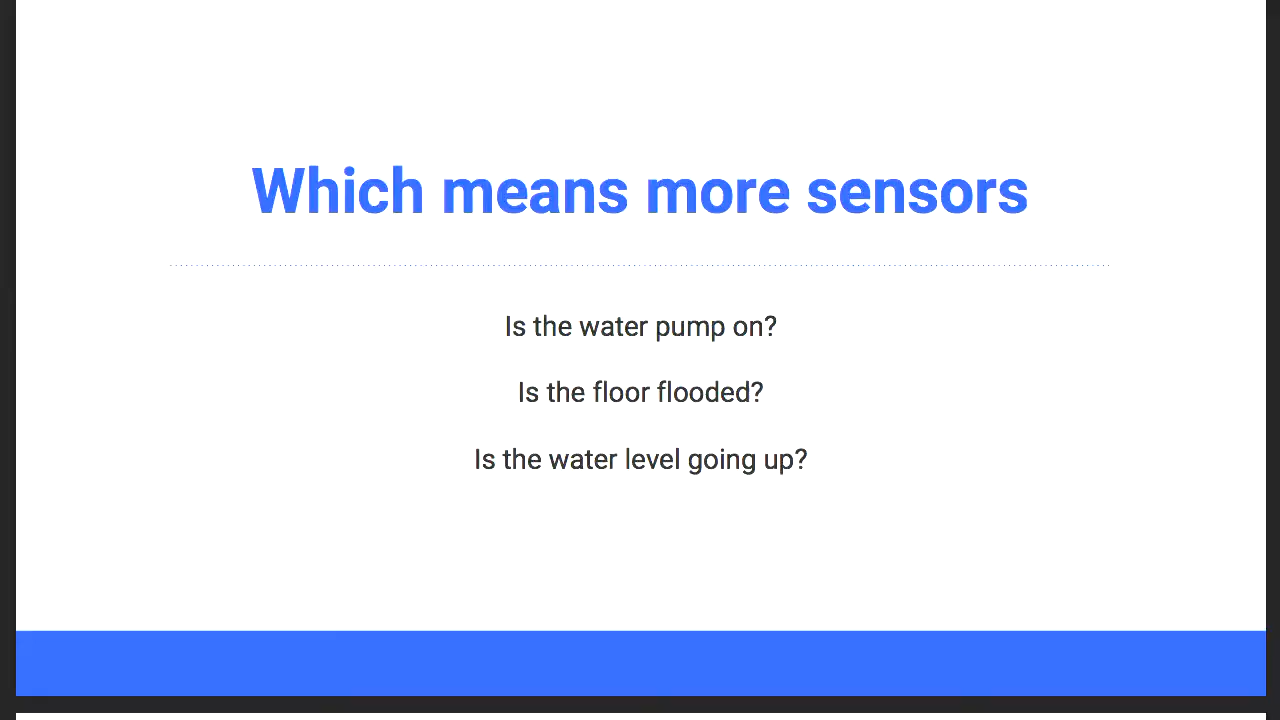 Which means more sensors
Is the water pump on?
Is the floor flooded?
Is the water level going up?